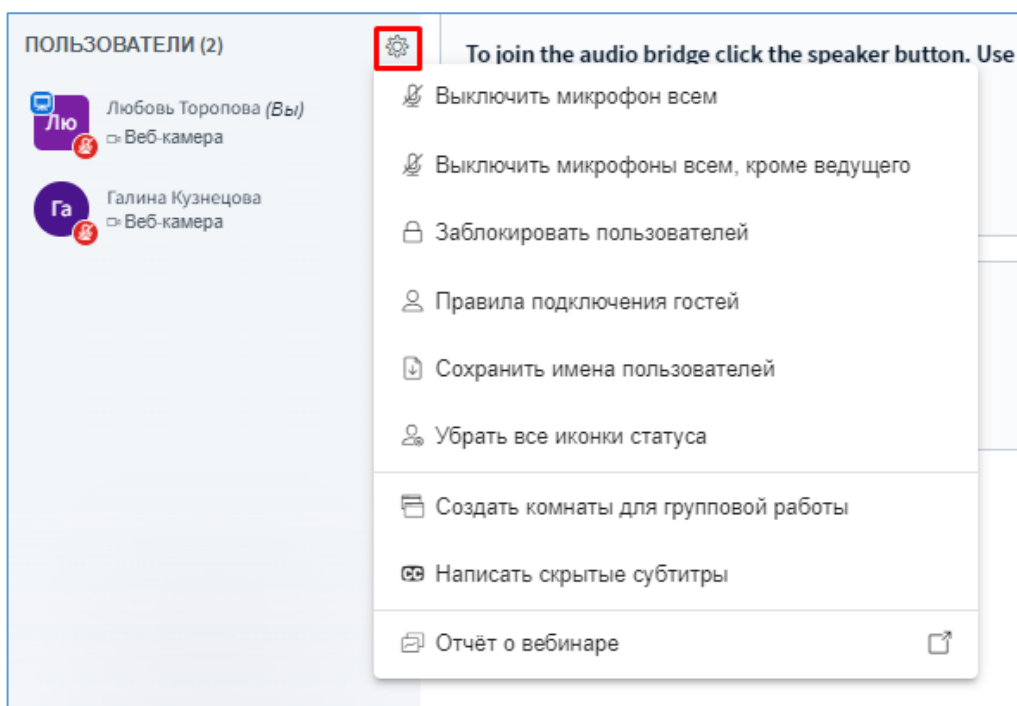 ПОЛЬЗОВАТЕЛИ (2)
To join the audio bridge click the speaker button. Use
Лю
Любовь Торопова (Вы)
Веб-камера
Га
Галина Кузнецова
Веб-камера
Выключить микрофон всем
Выключить микрофоны всем, кроме ведущего
Заблокировать пользователей
Правила подключения гостей
Сохранить имена пользователей
Убрать все иконки статуса
Создать комнаты для групповой работы
CC Написать скрытые субтитры
Отчёт о вебинаре